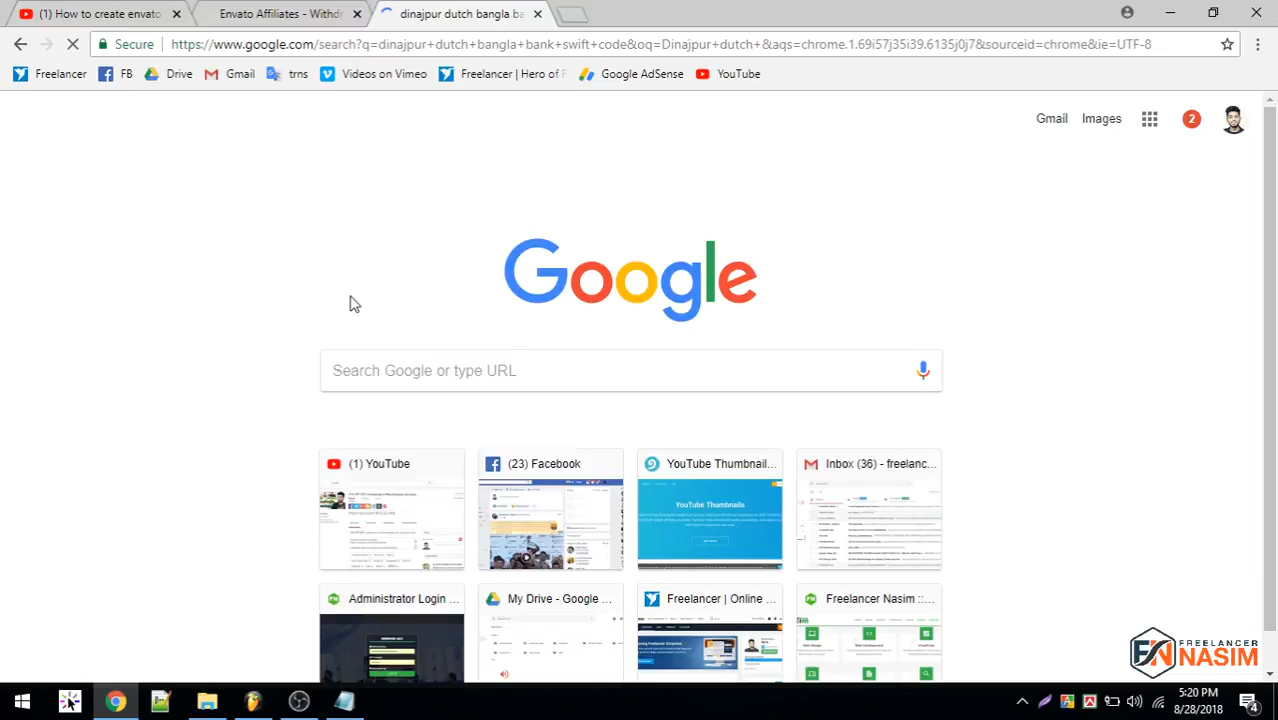 (1) How to create envato
Envato Affiliates - Withd
dinajpur dutch bangla ba
Secure
https://www.google.com/search?q=dinajpur+dutch+bangla+bank+swift+code&oq=Dinajpur+dutch+&aqs=chrome.1.69i57j35i39.6135j0j7&sourceid=chrome&ie=UTF-8
Freelancer
FB
Drive
Gmail
trns
Videos on Vimeo
Freelancer | Hero of F
Google AdSense
YouTube
Gmail
Images
2
Google
Search Google or type URL
(1) YouTube
(23) Facebook
YouTube Thumbnail...
Inbox (36) - freelanc...
YouTube Thumbnails
Administrator Login ...
My Drive - Google ...
Freelancer | Online ...
Freelancer Nasim ::...
FREELANCER
NASIM
5:20 PM
8/28/2018
4